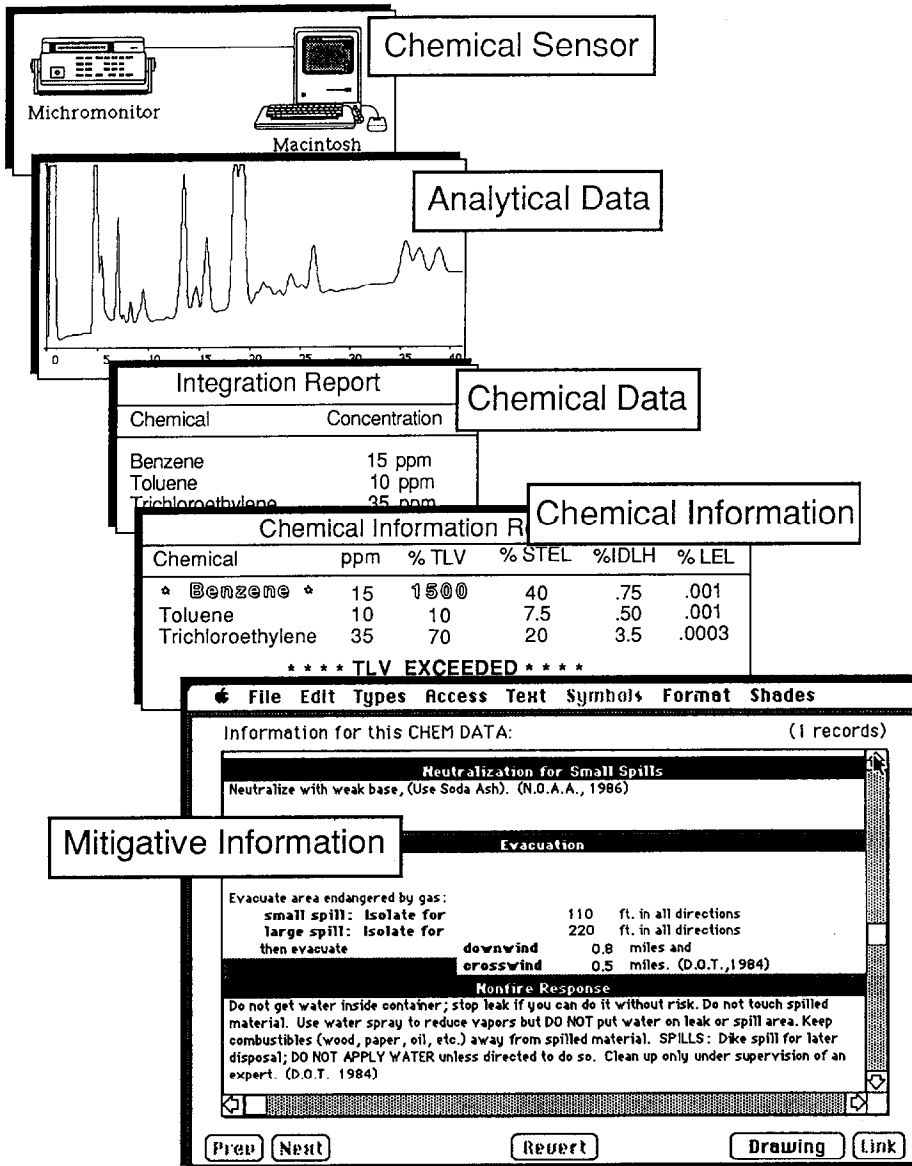 Chemical Sensor
Michromonitor
Macintosh
Analytical Data
0 5 10 15 20 25 30 35 40
Integration Report
Chemical Data
Chemical Concentration
Benzene 15 ppm
Toluene 10 ppm
Trichloroethylene 35 ppm
Chemical Information
Chemical Information R
Chemical ppm % TLV % STEL %IDLH % LEL
* Benzene * 15 1500 40 .75 .001
Toluene 10 10 7.5 .50 .001
Trichloroethylene 35 70 20 3.5 .0003
* * * * TLV EXCEEDED * * * *
File Edit Types Access Text Symbols Format Shades
Information for this CHEM DATA: (1 records)
Neutralization for Small Spills
Neutralize with weak base, (Use Soda Ash). (N.O.A.A., 1986)
Mitigative Information
Evacuation
Evacuate area endangered by gas:
small spill: Isolate for 110 ft. in all directions
large spill: Isolate for 220 ft. in all directions
then evacuate downwind 0.8 miles and
crosswind 0.5 miles. (D.O.T.,1984)
Nonfire Response
Do not get water inside container; stop leak if you can do it without risk. Do not touch spilled
material. Use water spray to reduce vapors but DO NOT put water on leak or spill area. Keep
combustibles (wood, paper, oil, etc.) away from spilled material. SPILLS: Dike spill for later
disposal; DO NOT APPLY WATER unless directed to do so. Clean up only under supervision of an
expert. (D.O.T. 1984)
Prev Next Revert Drawing Link